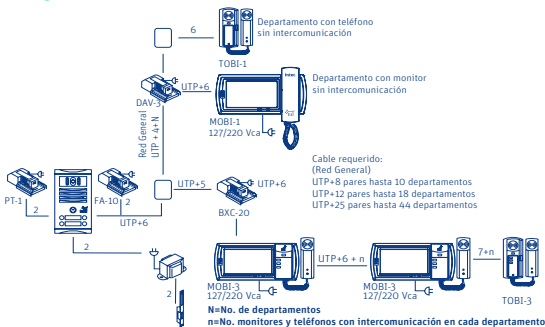 6
Departamento con teléfono
sin intercomunicación
TOBI-1
UTP+6
DAV-3
Departamento con monitor
sin intercomunicación
MOBI-1
127/220 Vca
Red General
UTP + 4+N
Cable requerido:
(Red General)
UTP+8 pares hasta 10 departamentos
UTP+12 pares hasta 18 departamentos
UTP+25 pares hasta 44 departamentos
UTP+5
UTP+6
BXC-20
PT-1
2
FA-10
2
UTP+6
2
2
UTP+6 + n
7+n
MOBI-3
127/220 Vca
MOBI-3
127/220 Vca
TOBI-3
N=No. de departamentos
n=No. monitores y teléfonos con intercomunicación en cada departamento